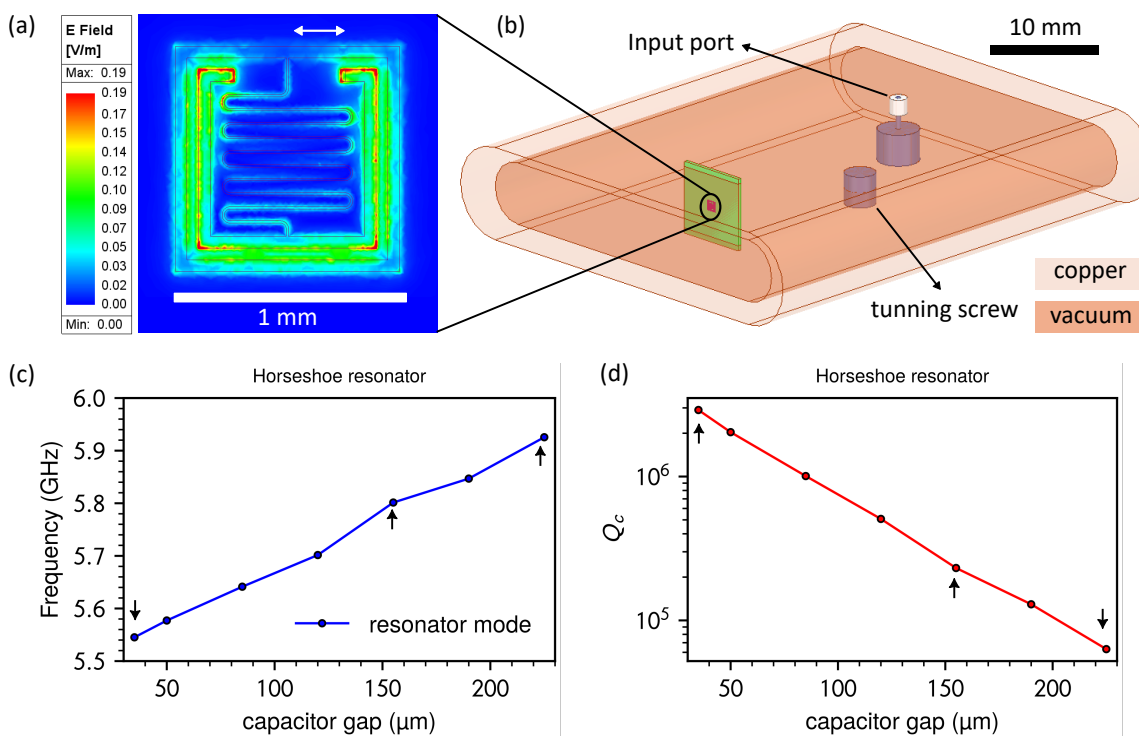 (a)
E Field
[V/m]
Max: 0.19
0.19
0.17
0.15
0.14
0.12
0.10
0.09
0.07
0.05
0.03
0.02
0.00
Min: 0.00
1 mm
(b)
Input port
10 mm
tunning screw
copper
vacuum
(c)
Horseshoe resonator
6.0
5.9
5.8
5.7
5.6
5.5
Frequency (GHz)
resonator mode
50
100
150
200
capacitor gap (μm)
(d)
Horseshoe resonator
10⁶
10⁵
Q_c
50
100
150
200
capacitor gap (μm)